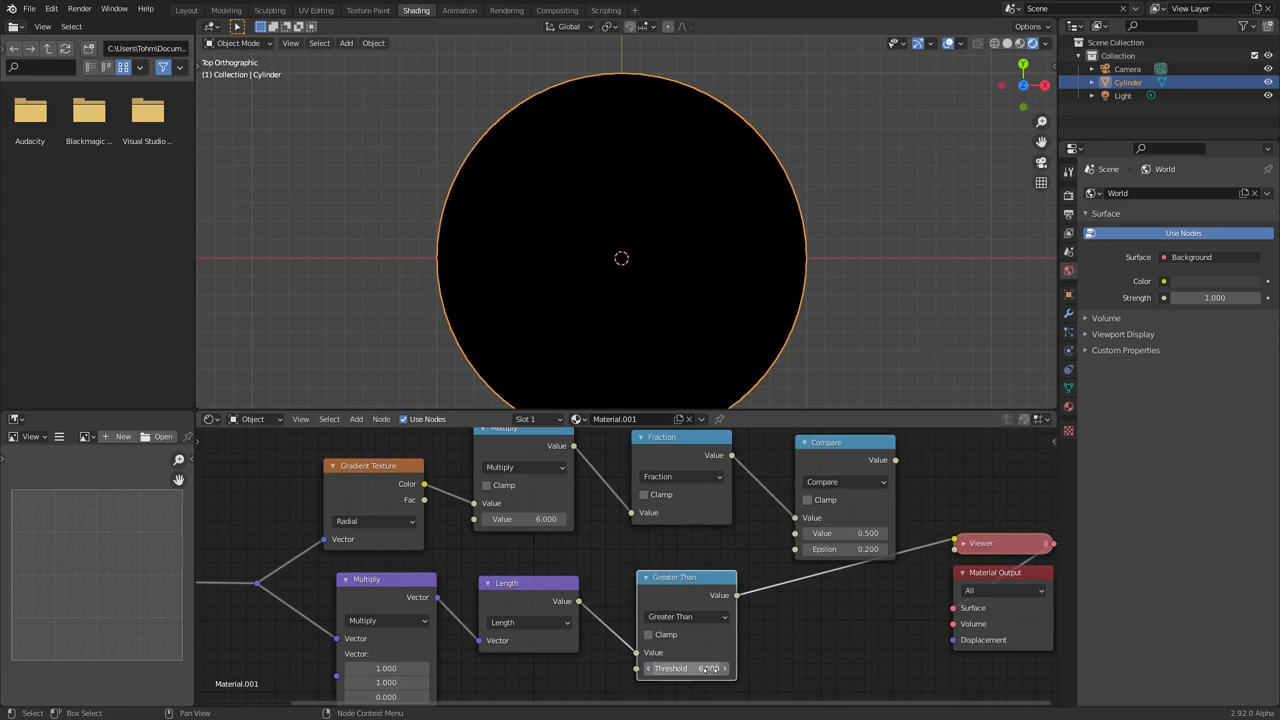 File Edit Render Window Help Layout Modeling Sculpting UV Editing Texture Paint Shading Animation Rendering Compositing Scripting Scene View Layer
View Select C:\Users\Tohm\Docum... Global Options
Object Mode View Select Add Object
Top Orthographic
(1) Collection | Cylinder
Y
X
Z
Audacity Blackmagic ... Visual Studio ...
Scene Collection
Collection
Camera
Cylinder
Light
Scene World
World
Surface
Use Nodes
Surface Background
Color
Strength 1.000
Volume
Viewport Display
Custom Properties
Object View Select Add Node Use Nodes Slot 1 Material.001
View New Open
Multiply
Value
Multiply
Clamp
Value
Value 6.000
Fraction
Value
Fraction
Clamp
Value
Compare
Value
Compare
Clamp
Value
Value 0.500
Epsilon 0.200
Gradient Texture
Color
Fac
Radial
Vector
Viewer
Material Output
All
Surface
Volume
Displacement
Multiply
Vector
Multiply
Vector
Vector:
1.000
1.000
0.000
Length
Value
Length
Vector
Greater Than
Value
Greater Than
Clamp
Value
Threshold
Material.001
Select Box Select Pan View Node Context Menu 2.92.0 Alpha